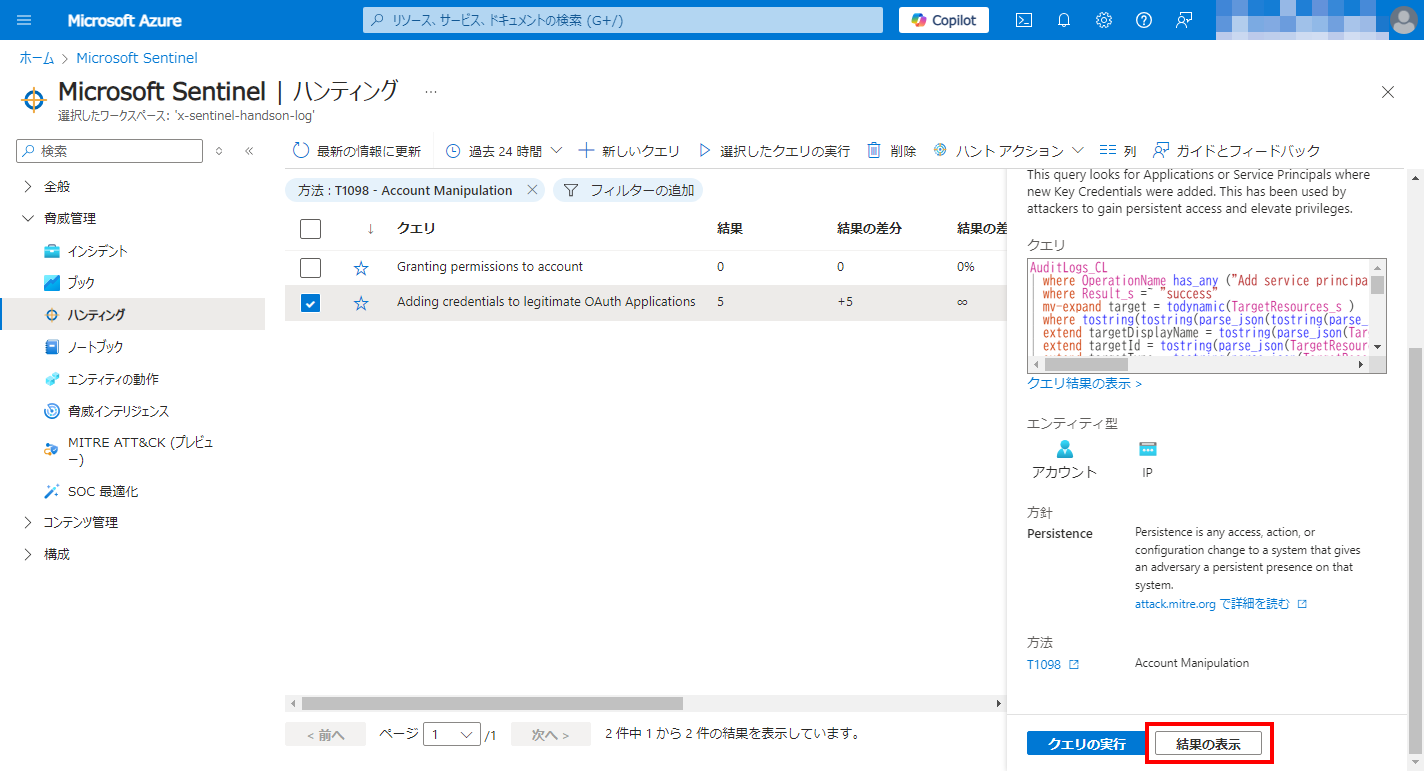 Microsoft Azure
リソース、サービス、ドキュメントの検索 (G+/)
Copilot
ホーム > Microsoft Sentinel
Microsoft Sentinel | ハンティング ...
選択したワークスペース: 'x-sentinel-handson-log'
検索
全般
脅威管理
インシデント
ブック
ハンティング
ノートブック
エンティティの動作
脅威インテリジェンス
MITRE ATT&CK (プレビュ
ー)
SOC 最適化
コンテンツ管理
構成
最新の情報に更新 過去 24 時間 新しいクエリ 選択したクエリの実行 削除 ハント アクション 列 ガイドとフィードバック
方法 : T1098 - Account Manipulation フィルターの追加
クエリ 結果 結果の差分 結果の差
Granting permissions to account 0 0 0%
Adding credentials to legitimate OAuth Applications 5 +5 ∞
< 前へ ページ 1 /1 次へ > 2 件中 1 から 2 件の結果を表示しています。
This query looks for Applications or Service Principals where
new Key Credentials were added. This has been used by
attackers to gain persistent access and elevate privileges.
クエリ
AuditLogs_CL
where OperationName has_any ("Add service principa
where Result_s =~ "success"
mv-expand target = todynamic(TargetResources_s )
where tostring(tostring(parse_json(tostring(parse_
extend targetDisplayName = tostring(parse_json(Tar
extend targetId = tostring(parse_json(TargetResour
クエリ結果の表示 >
エンティティ型
アカウント IP
方針
Persistence Persistence is any access, action, or
configuration change to a system that gives
an adversary a persistent presence on that
system.
attack.mitre.org で詳細を読む
方法
T1098 Account Manipulation
クエリの実行 結果の表示